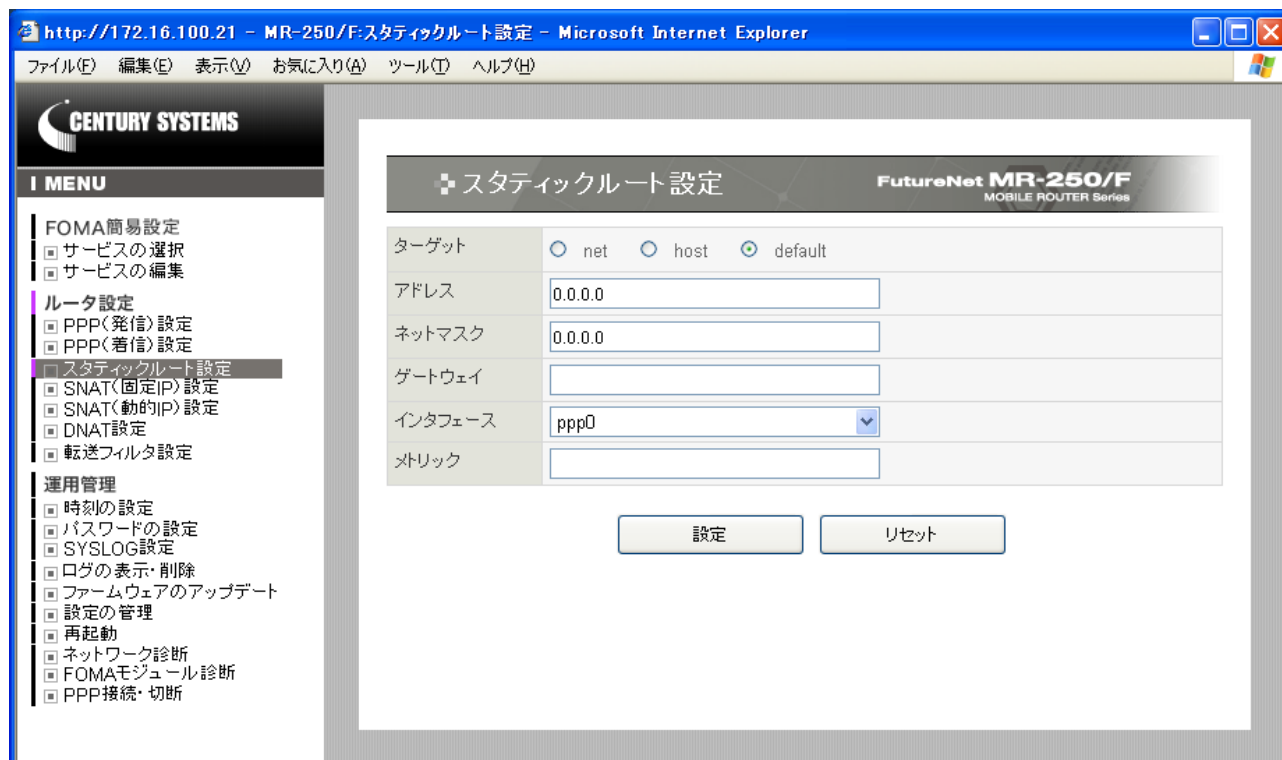 http://172.16.100.21 - MR-250/F:スタティックルート設定 - Microsoft Internet Explorer
ファイル(F) 編集(E) 表示(V) お気に入り(A) ツール(T) ヘルプ(H)
CENTURY SYSTEMS
MENU
FOMA簡易設定
サービスの選択
サービスの編集
ルータ設定
PPP(発信)設定
PPP(着信)設定
スタティックルート設定
SNAT(固定IP)設定
SNAT(動的IP)設定
DNAT設定
転送フィルタ設定
運用管理
時刻の設定
パスワードの設定
SYSLOG設定
ログの表示・削除
ファームウェアのアップデート
設定の管理
再起動
ネットワーク診断
FOMAモジュール診断
PPP接続・切断
スタティックルート設定
FutureNet MR-250/F
MOBILE ROUTER Series
ターゲット net host default
アドレス 0.0.0.0
ネットマスク 0.0.0.0
ゲートウェイ
インタフェース ppp0
メトリック
設定 リセット